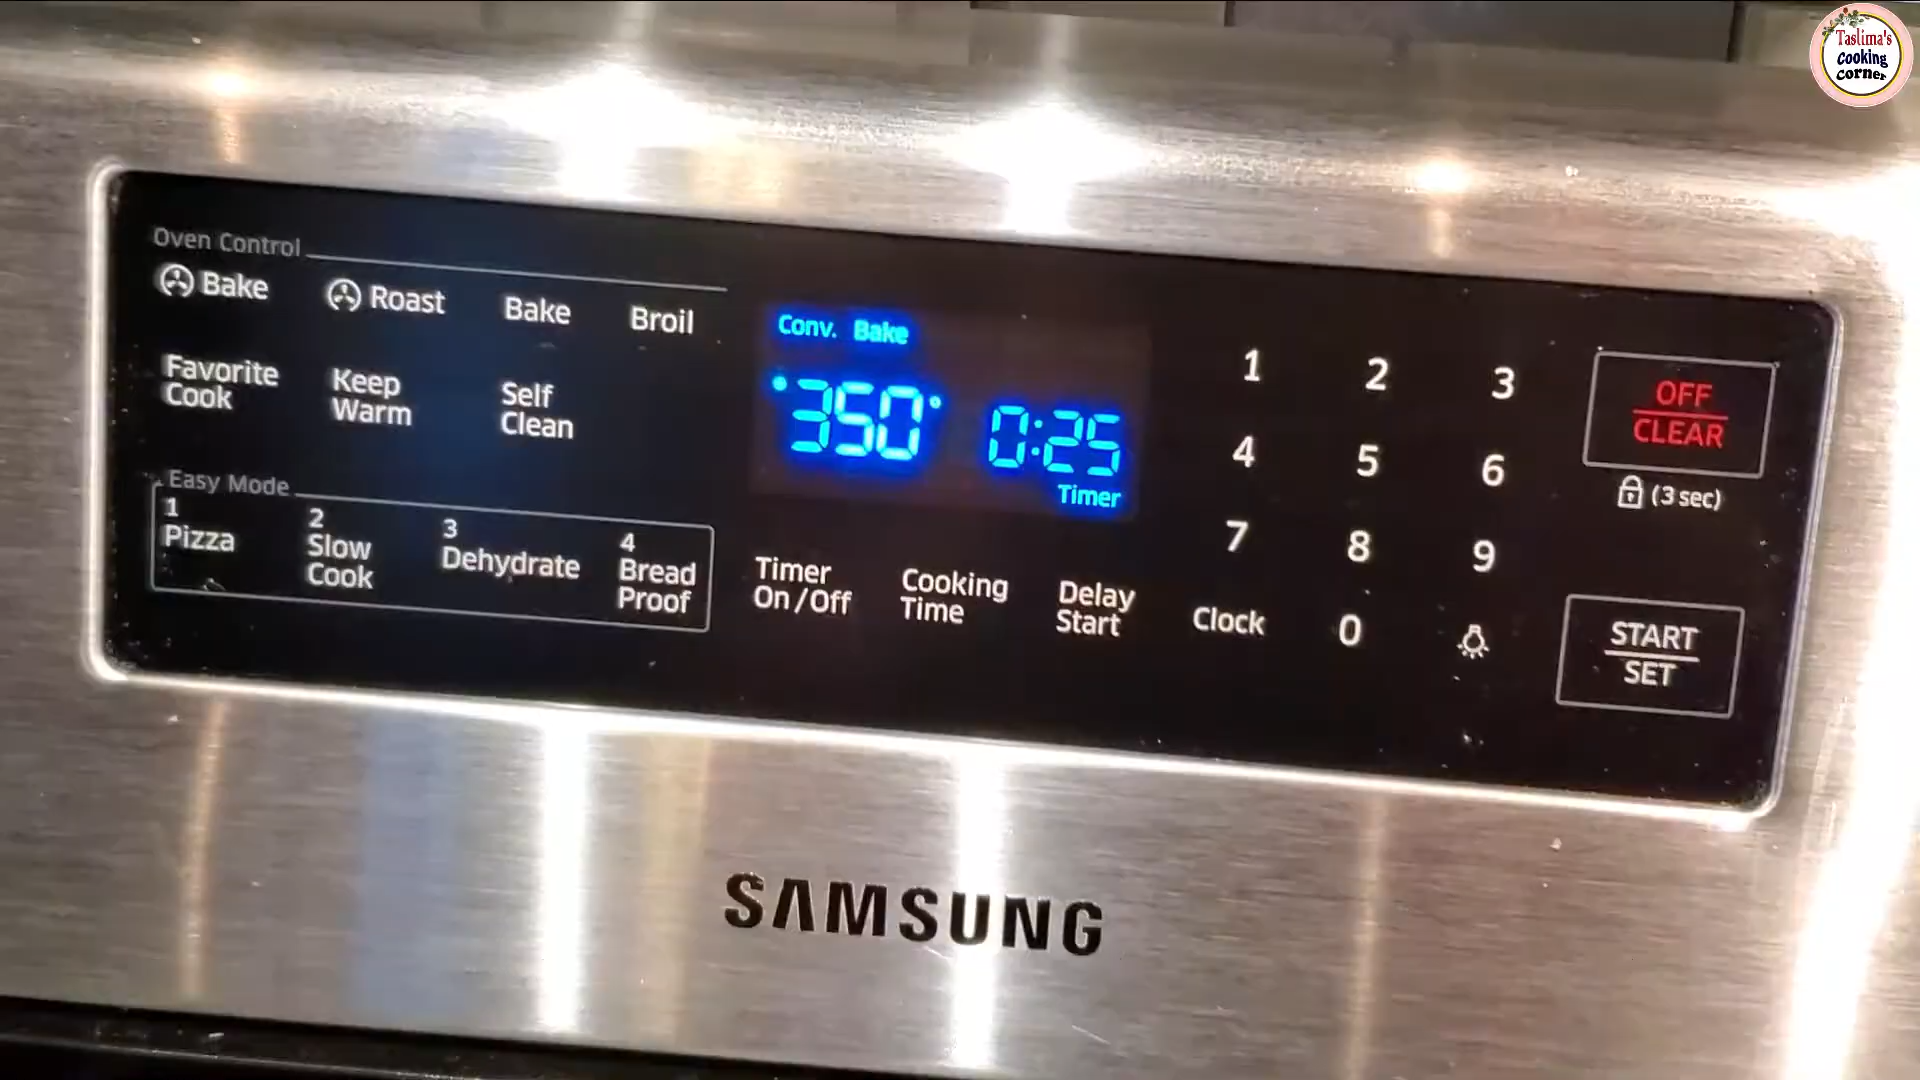 Taslima's
Cooking
Corner
Oven Control
Bake
Roast
Bake
Broil
Favorite
Cook
Keep
Warm
Self
Clean
Easy Mode
1
Pizza
2
Slow
Cook
3
Dehydrate
4
Bread
Proof
Conv. Bake
350° 0:25
Timer
Timer
On/Off
Cooking
Time
Delay
Start
1 2 3
4 5 6
7 8 9
Clock 0
OFF
CLEAR
(3 sec)
START
SET
SAMSUNG